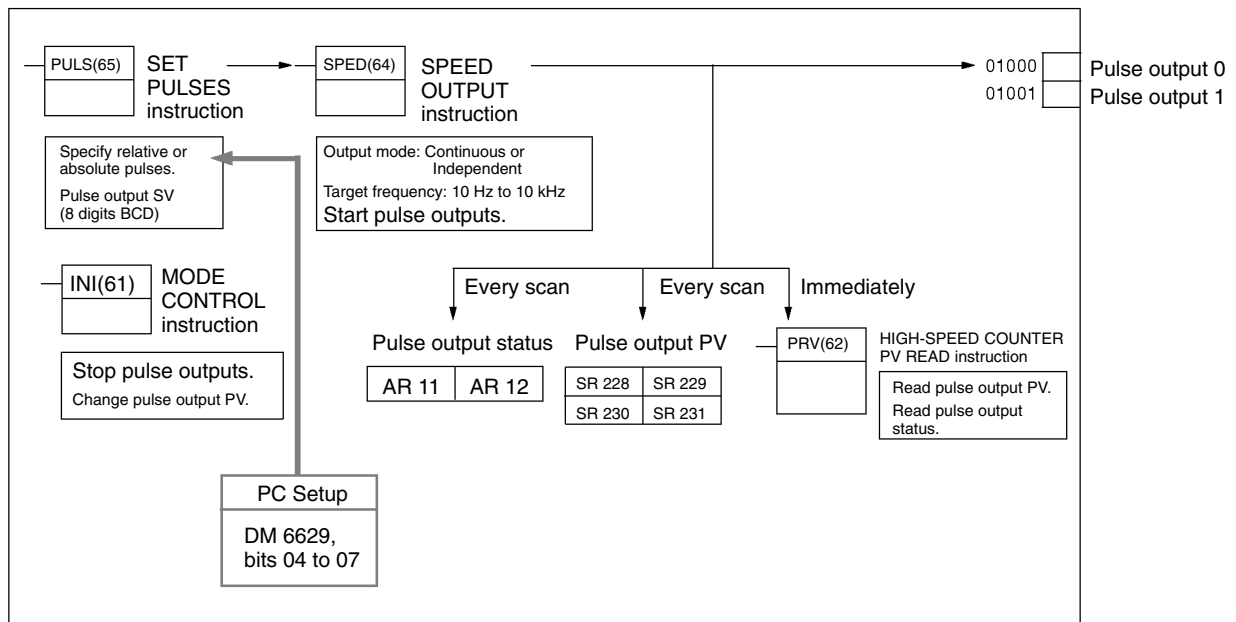 PULS(65)
SET
PULSES
instruction
SPED(64)
SPEED
OUTPUT
instruction
01000
Pulse output 0
01001
Pulse output 1
Specify relative or
absolute pulses.
Pulse output SV
(8 digits BCD)
Output mode: Continuous or
Independent
Target frequency: 10 Hz to 10 kHz
Start pulse outputs.
INI(61)
MODE
CONTROL
instruction
Stop pulse outputs.
Change pulse output PV.
Every scan
Every scan
Immediately
Pulse output status
AR 11
AR 12
Pulse output PV
SR 228
SR 229
SR 230
SR 231
PRV(62)
HIGH-SPEED COUNTER
PV READ instruction
Read pulse output PV.
Read pulse output
status.
PC Setup
DM 6629,
bits 04 to 07